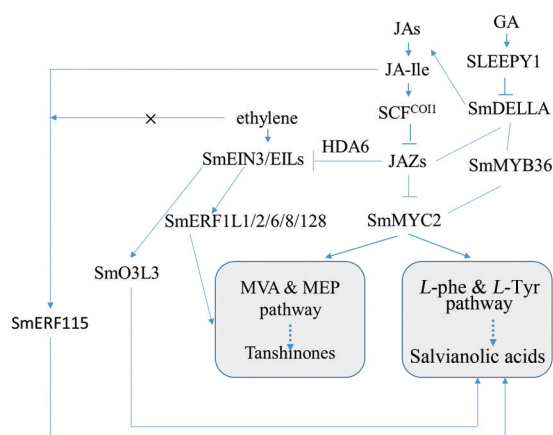 JAs
GA
JA-Ile
SLEEPY1
SCF^COI1
SmDELLA
×
ethylene
HDA6
SmEIN3/EILs
JAZs
SmMYB36
SmERF1L1/2/6/8/128
SmMYC2
SmO3L3
MVA & MEP
pathway
Tanshinones
L-phe & L-Tyr
pathway
Salvianolic acids
SmERF115